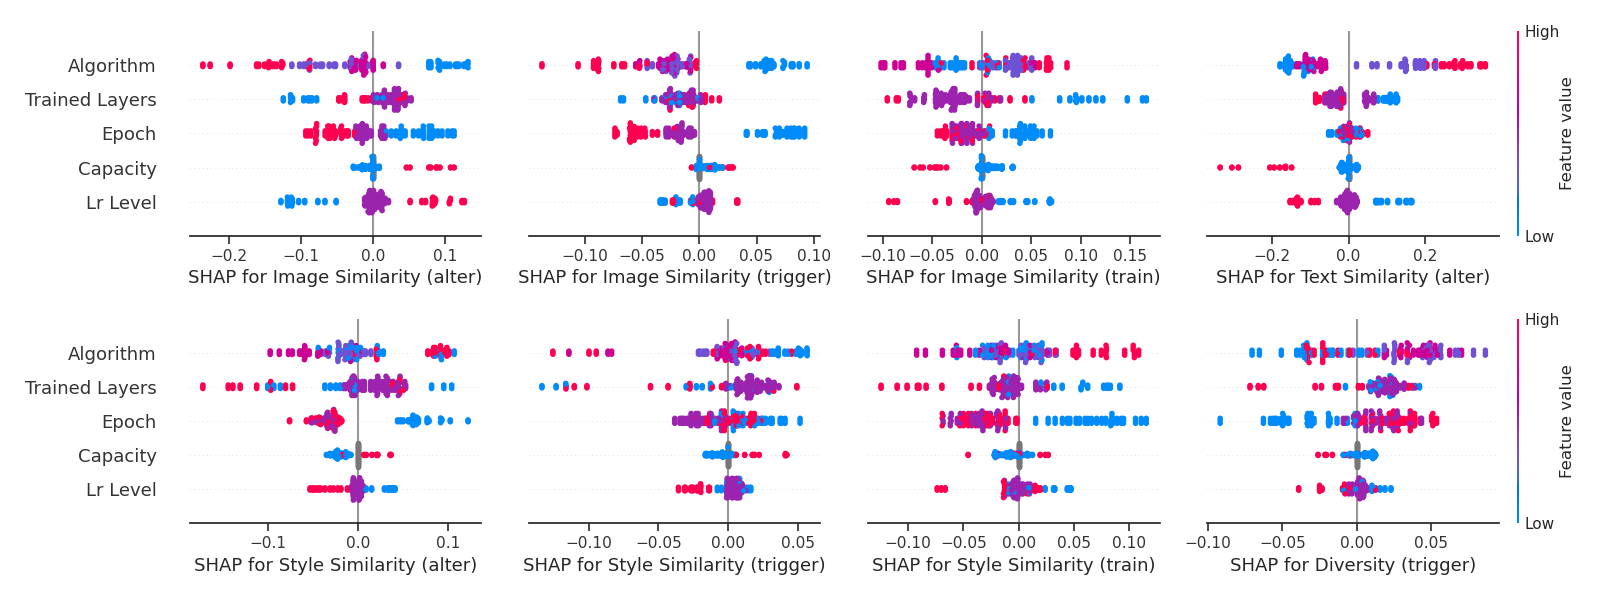 Algorithm
Trained Layers
Epoch
Capacity
Lr Level
−0.2 −0.1 0.0 0.1
SHAP for Image Similarity (alter)
−0.10 −0.05 0.00 0.05 0.10
SHAP for Image Similarity (trigger)
−0.10 −0.05 0.00 0.05 0.10 0.15
SHAP for Image Similarity (train)
−0.2 0.0 0.2
SHAP for Text Similarity (alter)
High
Feature value
Low
Algorithm
Trained Layers
Epoch
Capacity
Lr Level
−0.1 0.0 0.1
SHAP for Style Similarity (alter)
−0.10 −0.05 0.00 0.05
SHAP for Style Similarity (trigger)
−0.10 −0.05 0.00 0.05 0.10
SHAP for Style Similarity (train)
−0.10 −0.05 0.00 0.05
SHAP for Diversity (trigger)
High
Feature value
Low